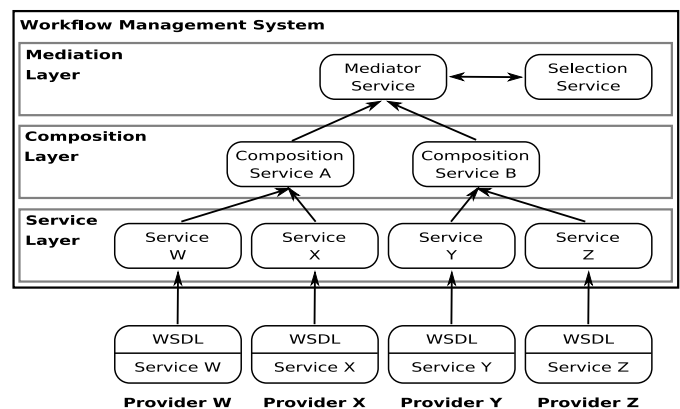 Workflow Management System
Mediation
Layer
Mediator
Service
Selection
Service
Composition
Layer
Composition
Service A
Composition
Service B
Service
Layer
Service
W
Service
X
Service
Y
Service
Z
WSDL
Service W
WSDL
Service X
WSDL
Service Y
WSDL
Service Z
Provider W
Provider X
Provider Y
Provider Z